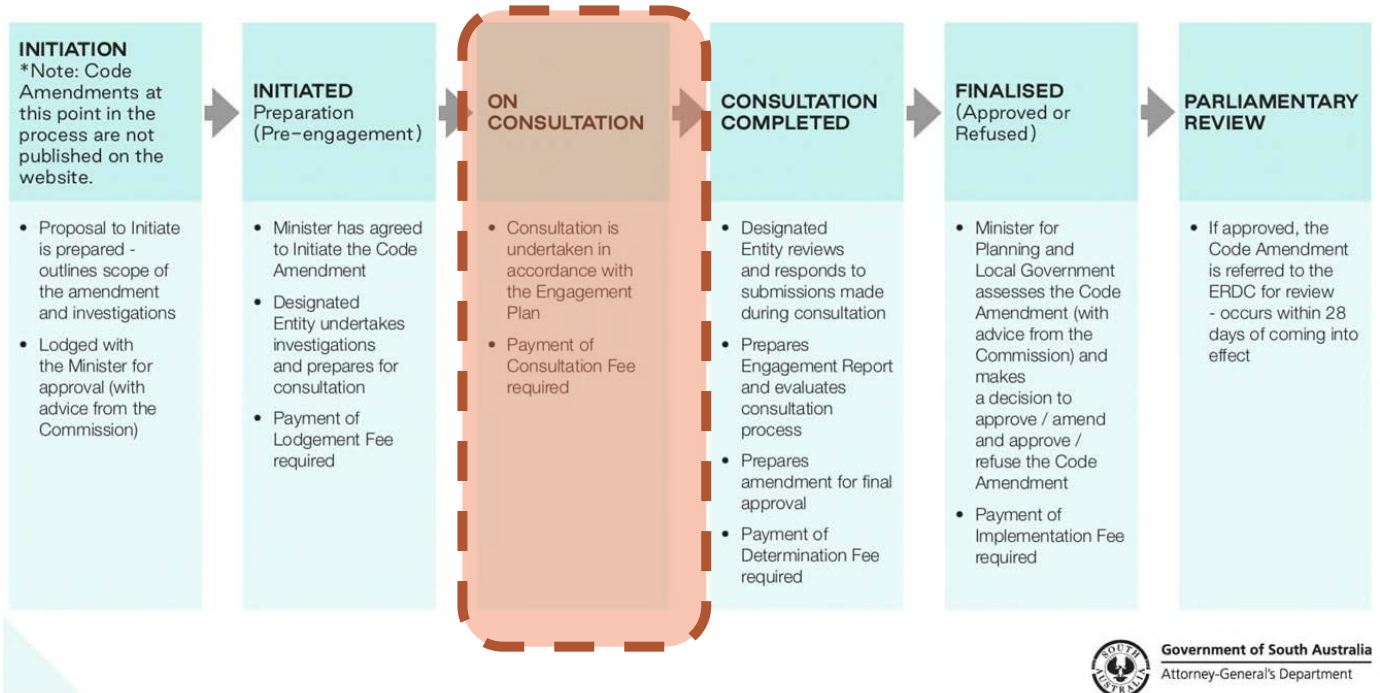 INITIATION
*Note: Code
Amendments at
this point in the
process are not
published on the
website.
• Proposal to Initiate
is prepared -
outlines scope of
the amendment
and investigations
• Lodged with
the Minister for
approval (with
advice from the
Commission)
INITIATED
Preparation
(Pre-engagement)
• Minister has agreed
to Initiate the Code
Amendment
• Designated
Entity undertakes
investigations
and prepares for
consultation
• Payment of
Lodgement Fee
required
ON
CONSULTATION
• Consultation is
undertaken in
accordance with
the Engagement
Plan
• Payment of
Consultation Fee
required
CONSULTATION
COMPLETED
• Designated
Entity reviews
and responds to
submissions made
during consultation
• Prepares
Engagement Report
and evaluates
consultation
process
• Prepares
amendment for final
approval
• Payment of
Determination Fee
required
FINALISED
(Approved or
Refused)
• Minister for
Planning and
Local Government
assesses the Code
Amendment (with
advice from the
Commission) and
makes
a decision to
approve / amend
and approve /
refuse the Code
Amendment
• Payment of
Implementation Fee
required
PARLIAMENTARY
REVIEW
• If approved, the
Code Amendment
is referred to the
ERDC for review
- occurs within 28
days of coming into
effect
SOUTH
AUSTRALIA
Government of South Australia
Attorney-General's Department